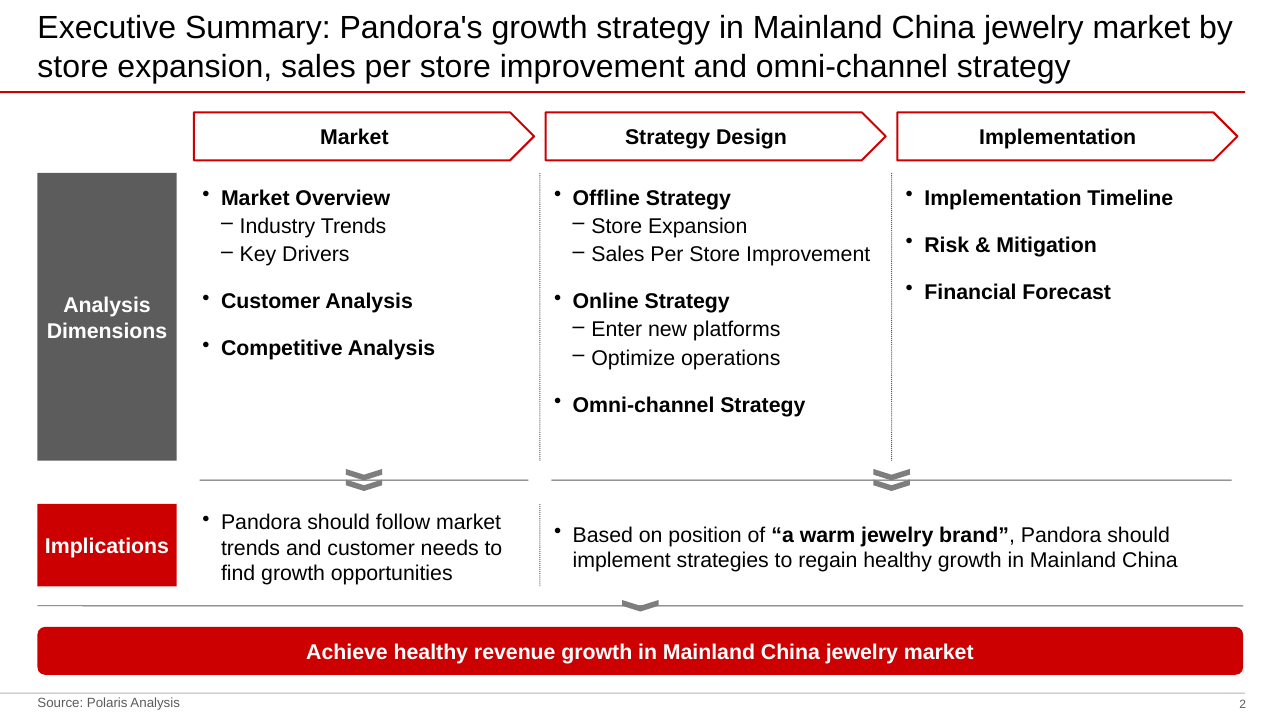 Executive Summary: Pandora's growth strategy in Mainland China jewelry market by
store expansion, sales per store improvement and omni-channel strategy
Market
Strategy Design
Implementation
Analysis
Dimensions
• Market Overview
– Industry Trends
– Key Drivers
• Customer Analysis
• Competitive Analysis
• Offline Strategy
– Store Expansion
– Sales Per Store Improvement
• Online Strategy
– Enter new platforms
– Optimize operations
• Omni-channel Strategy
• Implementation Timeline
• Risk & Mitigation
• Financial Forecast
Implications
• Pandora should follow market
trends and customer needs to
find growth opportunities
• Based on position of “a warm jewelry brand”, Pandora should
implement strategies to regain healthy growth in Mainland China
Achieve healthy revenue growth in Mainland China jewelry market
Source: Polaris Analysis
2